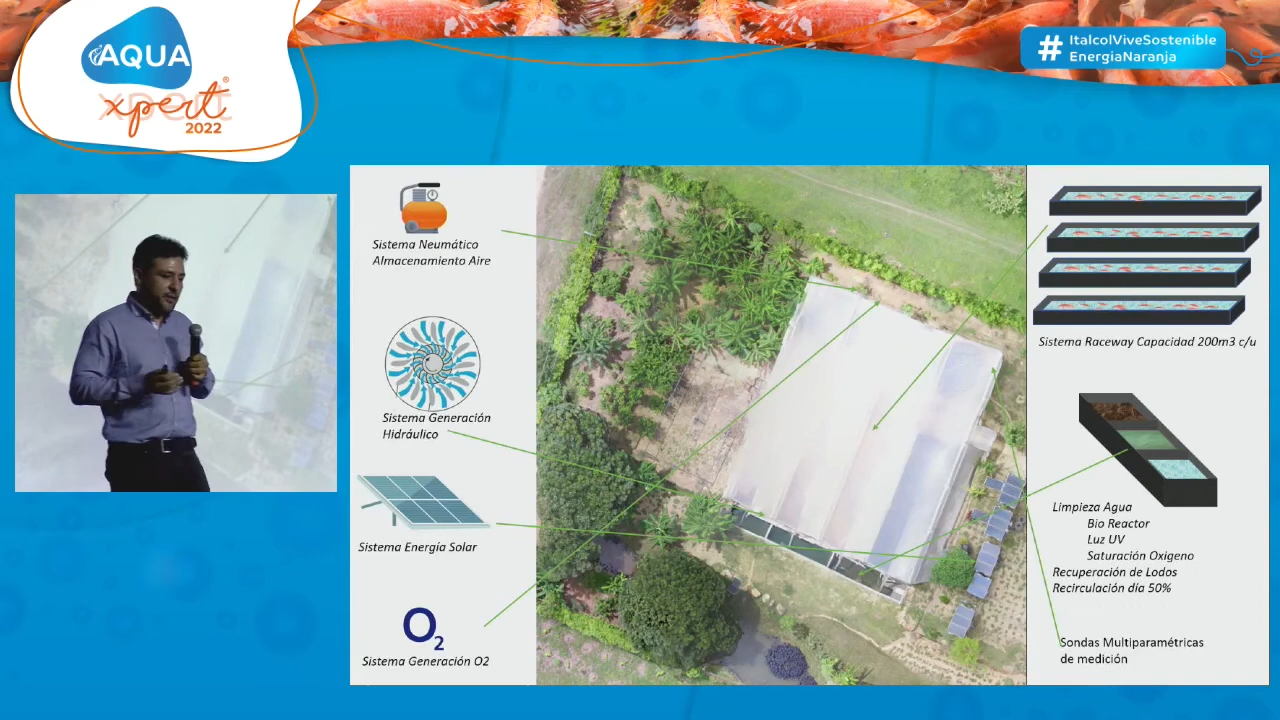 AQUA
xpert®
2022
# ItalcolViveSostenible
EnergíaNaranja
Sistema Neumático
Almacenamiento Aire
Sistema Generación
Hidráulico
Sistema Energía Solar
O2
Sistema Generación O2
Sistema Raceway Capacidad 200m3 c/u
Limpieza Agua
Bio Reactor
Luz UV
Saturación Oxigeno
Recuperación de Lodos
Recirculación día 50%
Sondas Multiparamétricas
de medición